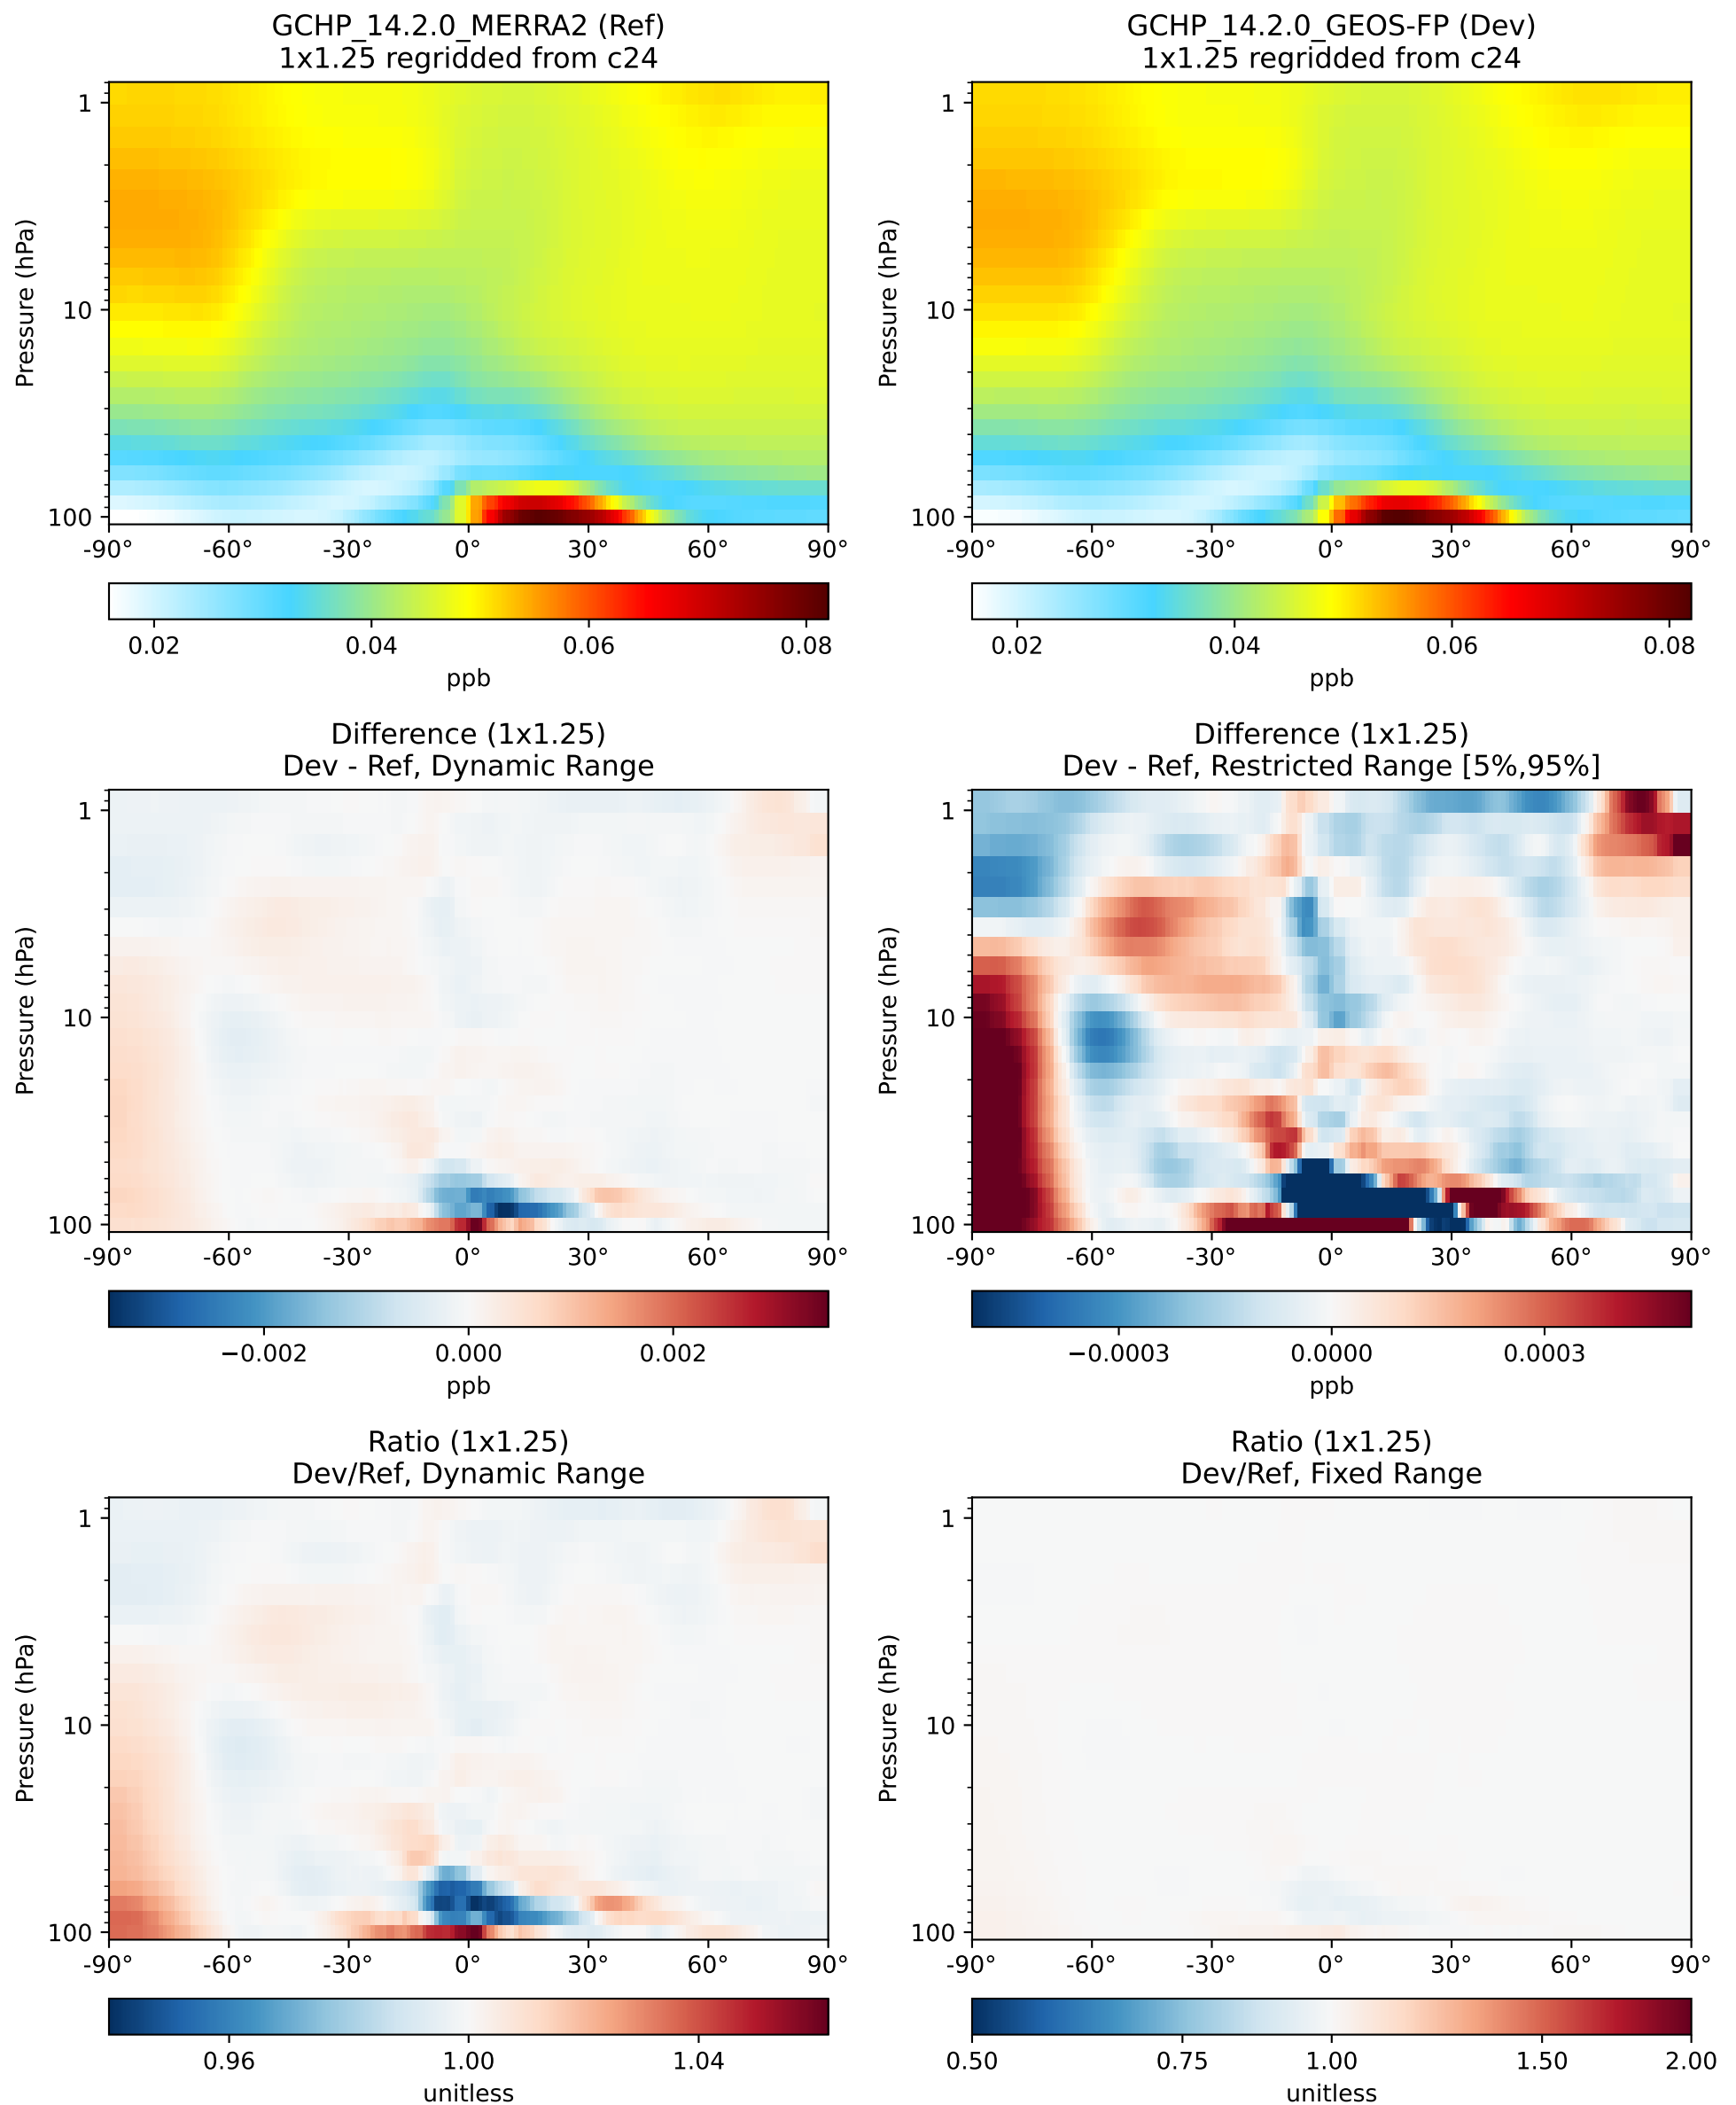 GCHP_14.2.0_MERRA2 (Ref)
1x1.25 regridded from c24
Pressure (hPa)
1
10
100
-90° -60° -30° 0° 30° 60° 90°
0.02 0.04 0.06 0.08
ppb
GCHP_14.2.0_GEOS-FP (Dev)
1x1.25 regridded from c24
Pressure (hPa)
1
10
100
-90° -60° -30° 0° 30° 60° 90°
0.02 0.04 0.06 0.08
ppb
Difference (1x1.25)
Dev - Ref, Dynamic Range
Pressure (hPa)
1
10
100
-90° -60° -30° 0° 30° 60° 90°
−0.002 0.000 0.002
ppb
Difference (1x1.25)
Dev - Ref, Restricted Range [5%,95%]
Pressure (hPa)
1
10
100
-90° -60° -30° 0° 30° 60° 90°
−0.0003 0.0000 0.0003
ppb
Ratio (1x1.25)
Dev/Ref, Dynamic Range
Pressure (hPa)
1
10
100
-90° -60° -30° 0° 30° 60° 90°
0.96 1.00 1.04
unitless
Ratio (1x1.25)
Dev/Ref, Fixed Range
Pressure (hPa)
1
10
100
-90° -60° -30° 0° 30° 60° 90°
0.50 0.75 1.00 1.50 2.00
unitless